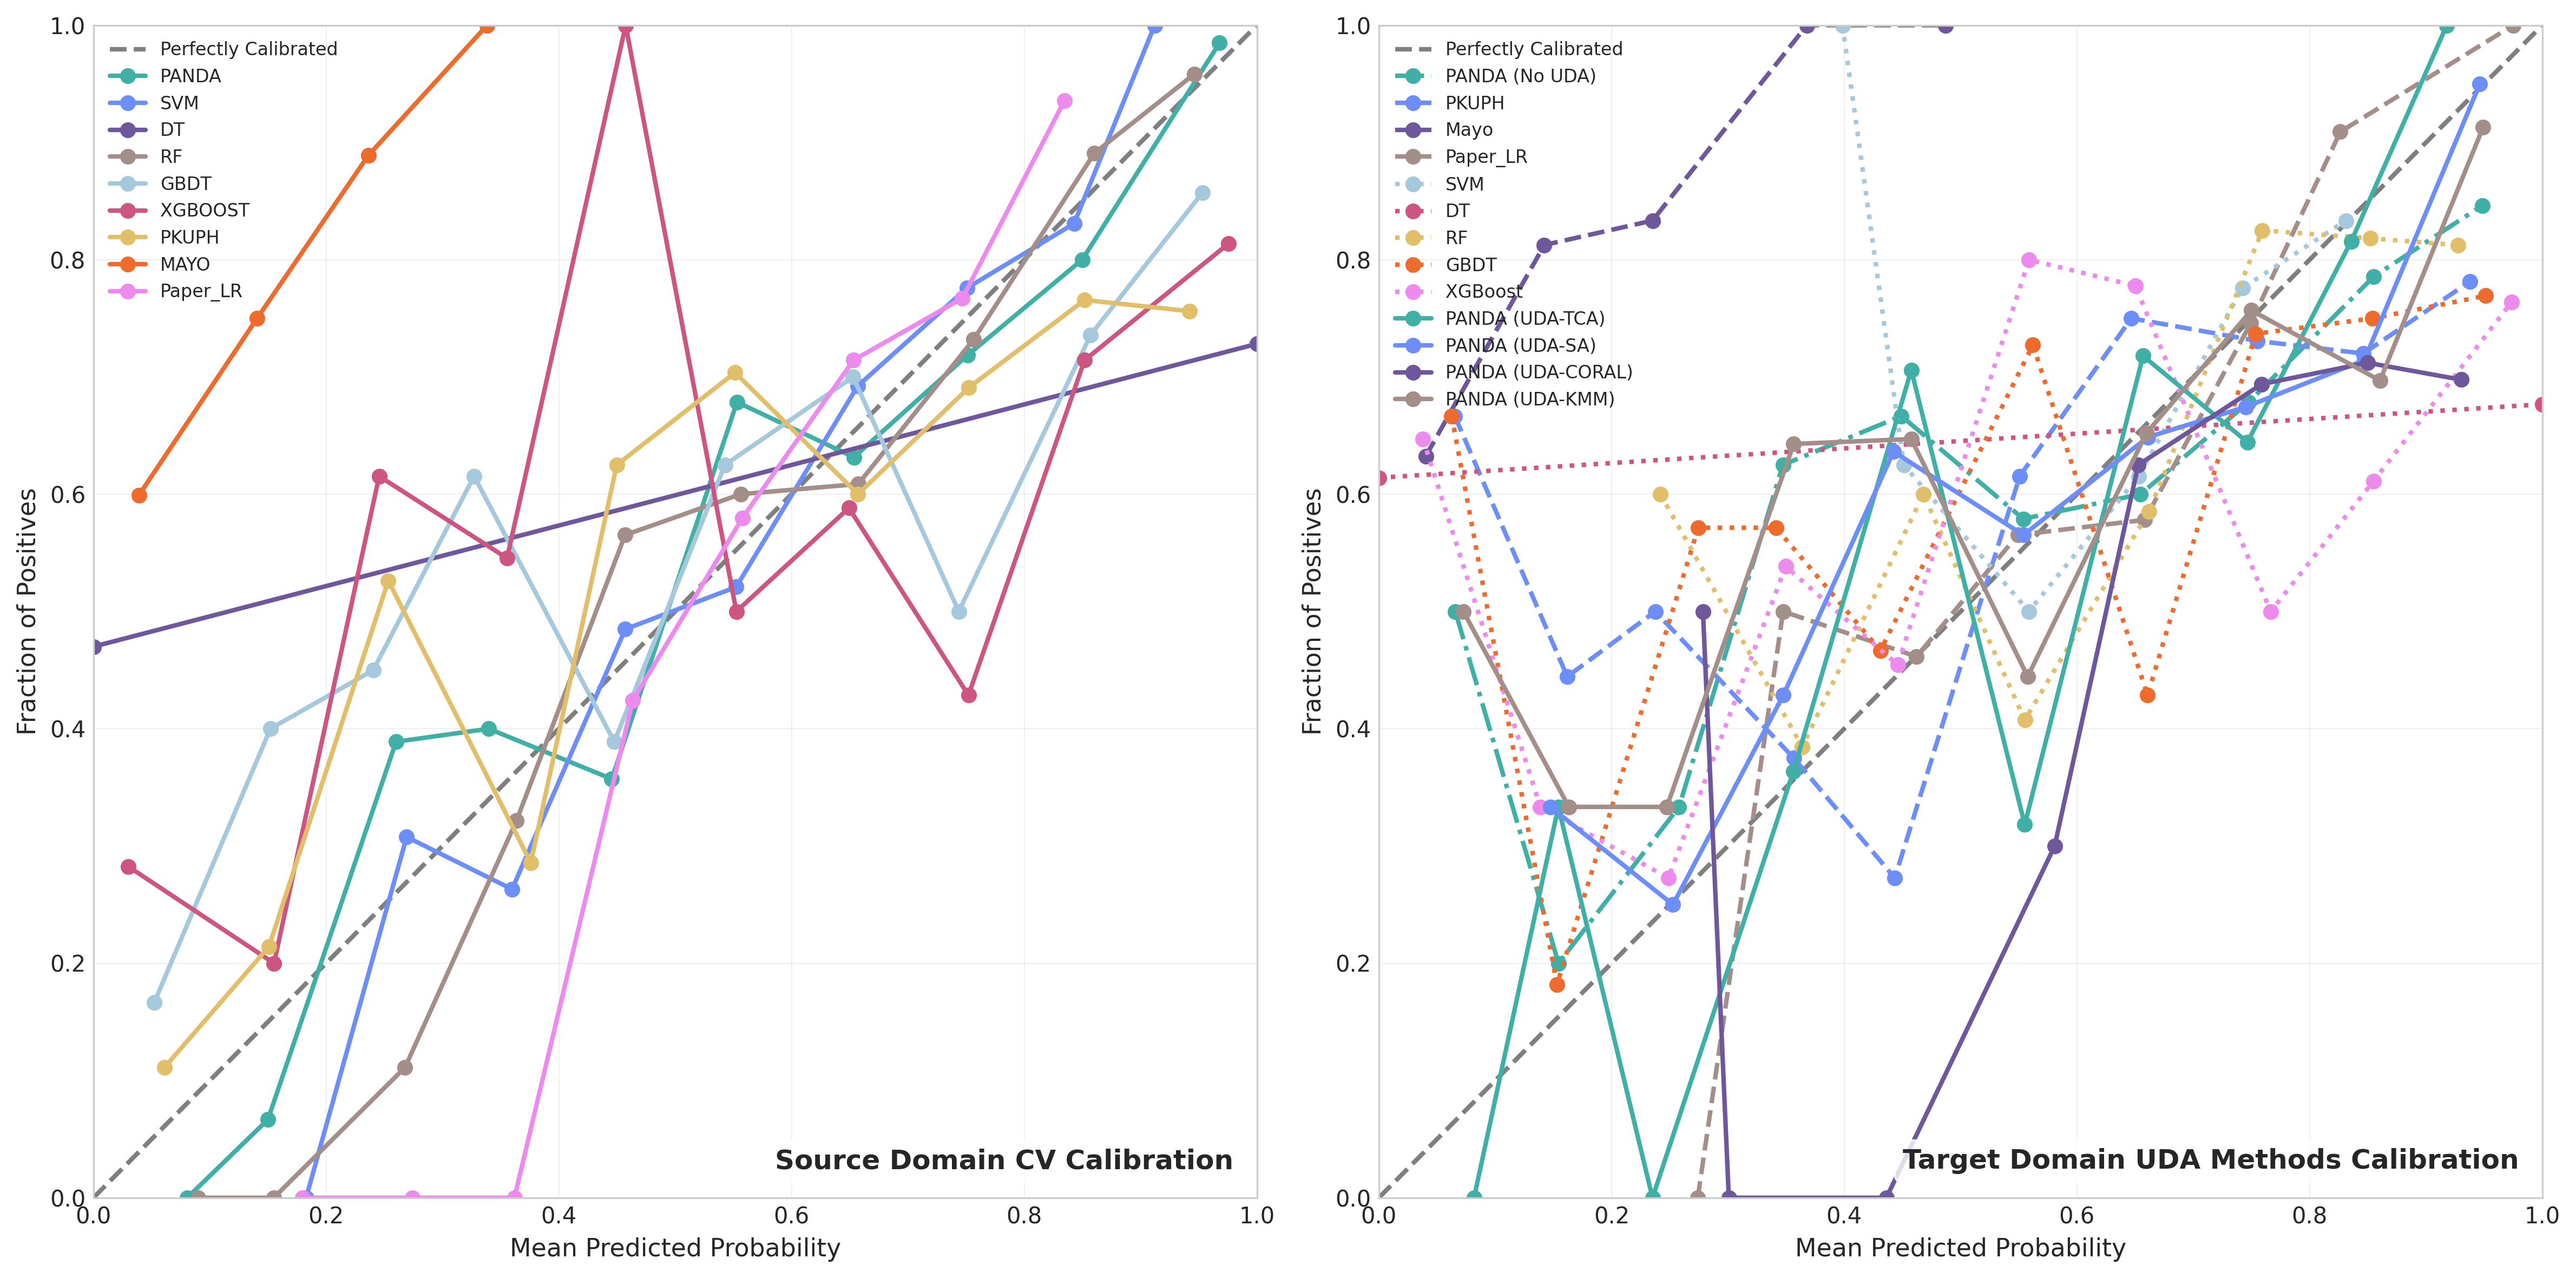 1.0
0.8
0.6
0.4
0.2
0.0
Fraction of Positives
Perfectly Calibrated
PANDA
SVM
DT
RF
GBDT
XGBOOST
PKUPH
MAYO
Paper_LR
Source Domain CV Calibration
0.0 0.2 0.4 0.6 0.8 1.0
Mean Predicted Probability
1.0
0.8
0.6
0.4
0.2
0.0
Fraction of Positives
Perfectly Calibrated
PANDA (No UDA)
PKUPH
Mayo
Paper_LR
SVM
DT
RF
GBDT
XGBoost
PANDA (UDA-TCA)
PANDA (UDA-SA)
PANDA (UDA-CORAL)
PANDA (UDA-KMM)
Target Domain UDA Methods Calibration
0.0 0.2 0.4 0.6 0.8 1.0
Mean Predicted Probability